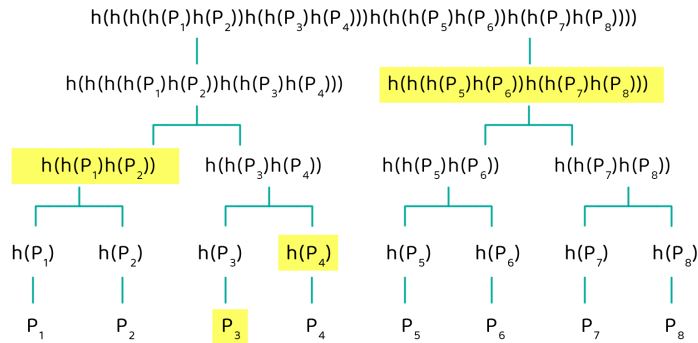 h(h(h(h(P₁)h(P₂))h(h(P₃)h(P₄)))h(h(h(P₅)h(P₆))h(h(P₇)h(P₈))))
h(h(h(h(P₁)h(P₂))h(h(P₃)h(P₄)))
h(h(h(P₅)h(P₆))h(h(P₇)h(P₈)))
h(h(P₁)h(P₂))
h(h(P₃)h(P₄))
h(h(P₅)h(P₆))
h(h(P₇)h(P₈))
h(P₁)
h(P₂)
h(P₃)
h(P₄)
h(P₅)
h(P₆)
h(P₇)
h(P₈)
P₁
P₂
P₃
P₄
P₅
P₆
P₇
P₈